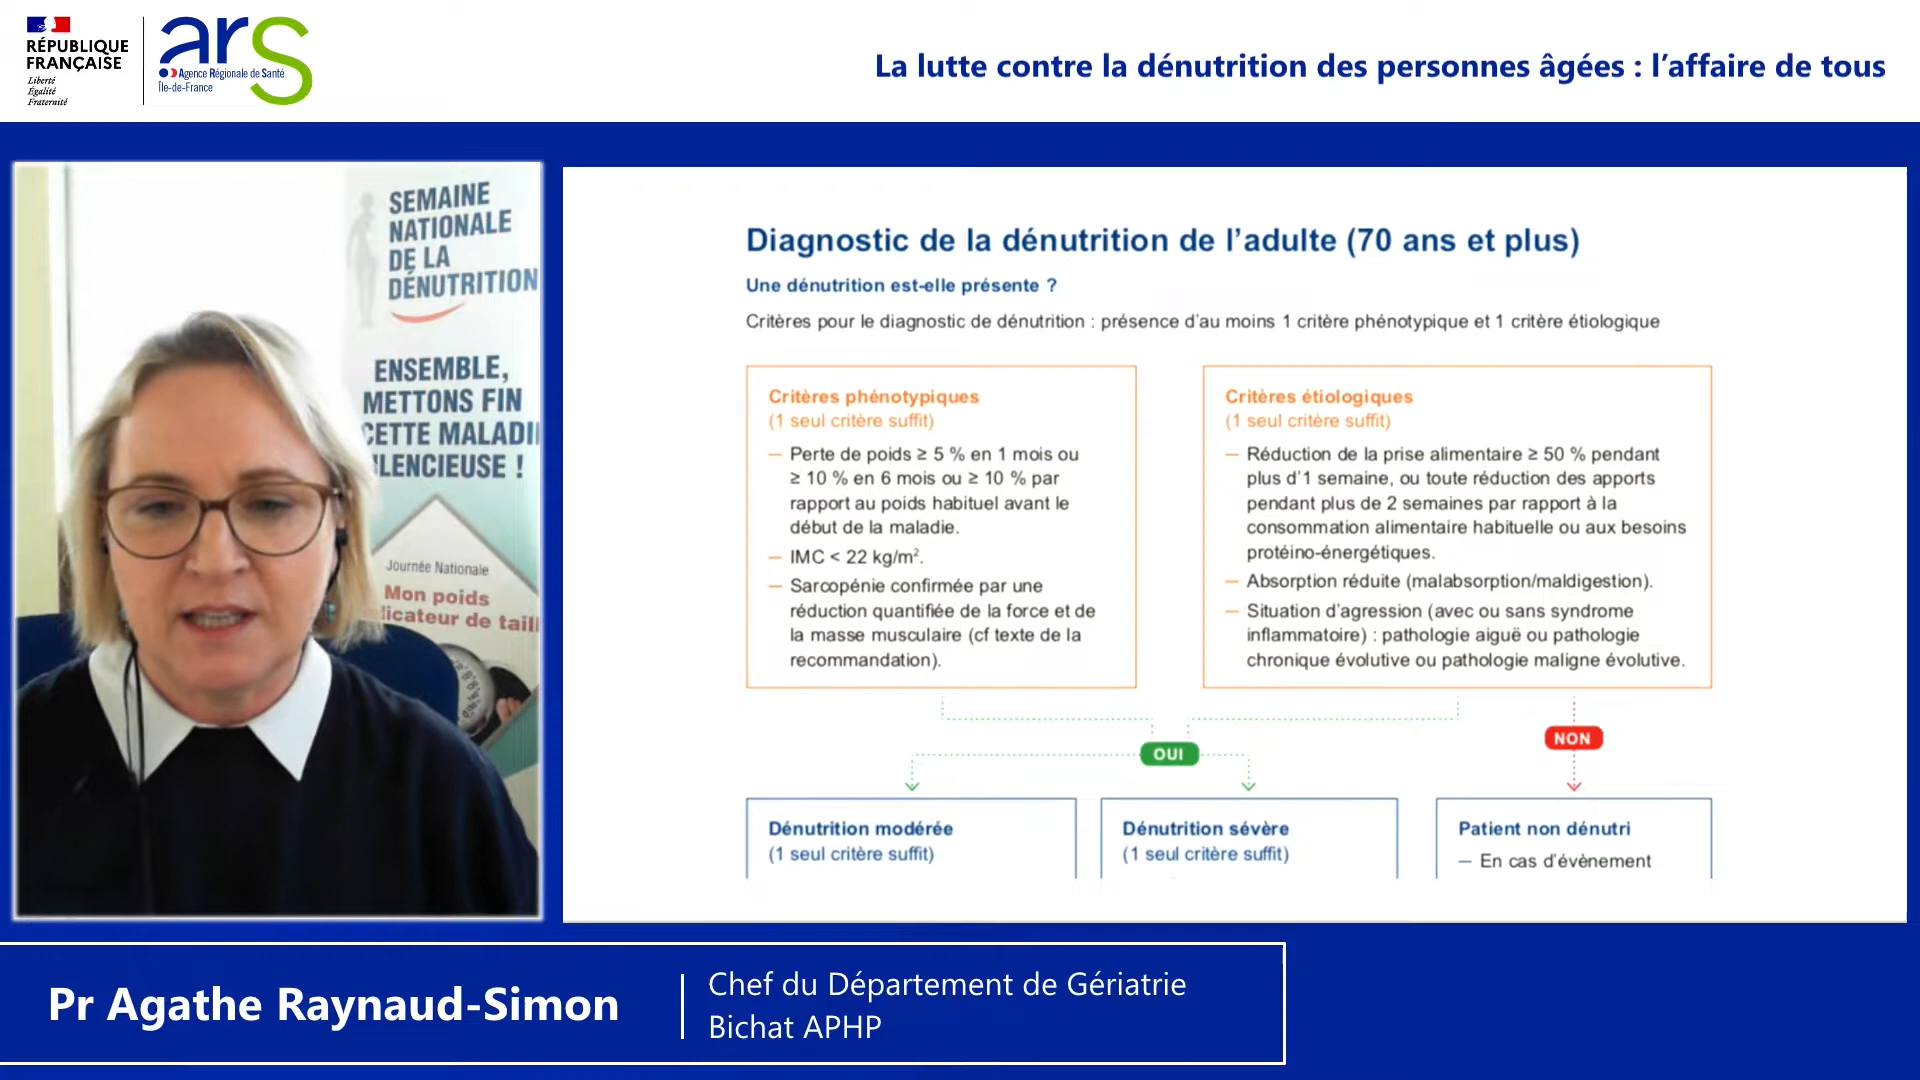 RÉPUBLIQUE
FRANÇAISE
Liberté
Égalité
Fraternité
ars
Agence Régionale de Santé
Île-de-France
La lutte contre la dénutrition des personnes âgées : l’affaire de tous
SEMAINE
NATIONALE
DE LA
DÉNUTRITION
ENSEMBLE,
METTONS FIN
CETTE MALADI
ILENCIEUSE !
Journée Nationale
Mon poids
licateur de taill
Diagnostic de la dénutrition de l’adulte (70 ans et plus)
Une dénutrition est-elle présente ?
Critères pour le diagnostic de dénutrition : présence d’au moins 1 critère phénotypique et 1 critère étiologique
Critères phénotypiques
(1 seul critère suffit)
— Perte de poids ≥ 5 % en 1 mois ou
≥ 10 % en 6 mois ou ≥ 10 % par
rapport au poids habituel avant le
début de la maladie.
— IMC < 22 kg/m².
— Sarcopénie confirmée par une
réduction quantifiée de la force et de
la masse musculaire (cf texte de la
recommandation).
Critères étiologiques
(1 seul critère suffit)
— Réduction de la prise alimentaire ≥ 50 % pendant
plus d’1 semaine, ou toute réduction des apports
pendant plus de 2 semaines par rapport à la
consommation alimentaire habituelle ou aux besoins
protéino-énergétiques.
— Absorption réduite (malabsorption/maldigestion).
— Situation d’agression (avec ou sans syndrome
inflammatoire) : pathologie aiguë ou pathologie
chronique évolutive ou pathologie maligne évolutive.
OUI
NON
Dénutrition modérée
(1 seul critère suffit)
Dénutrition sévère
(1 seul critère suffit)
Patient non dénutri
— En cas d’évènement
Pr Agathe Raynaud-Simon
Chef du Département de Gériatrie
Bichat APHP